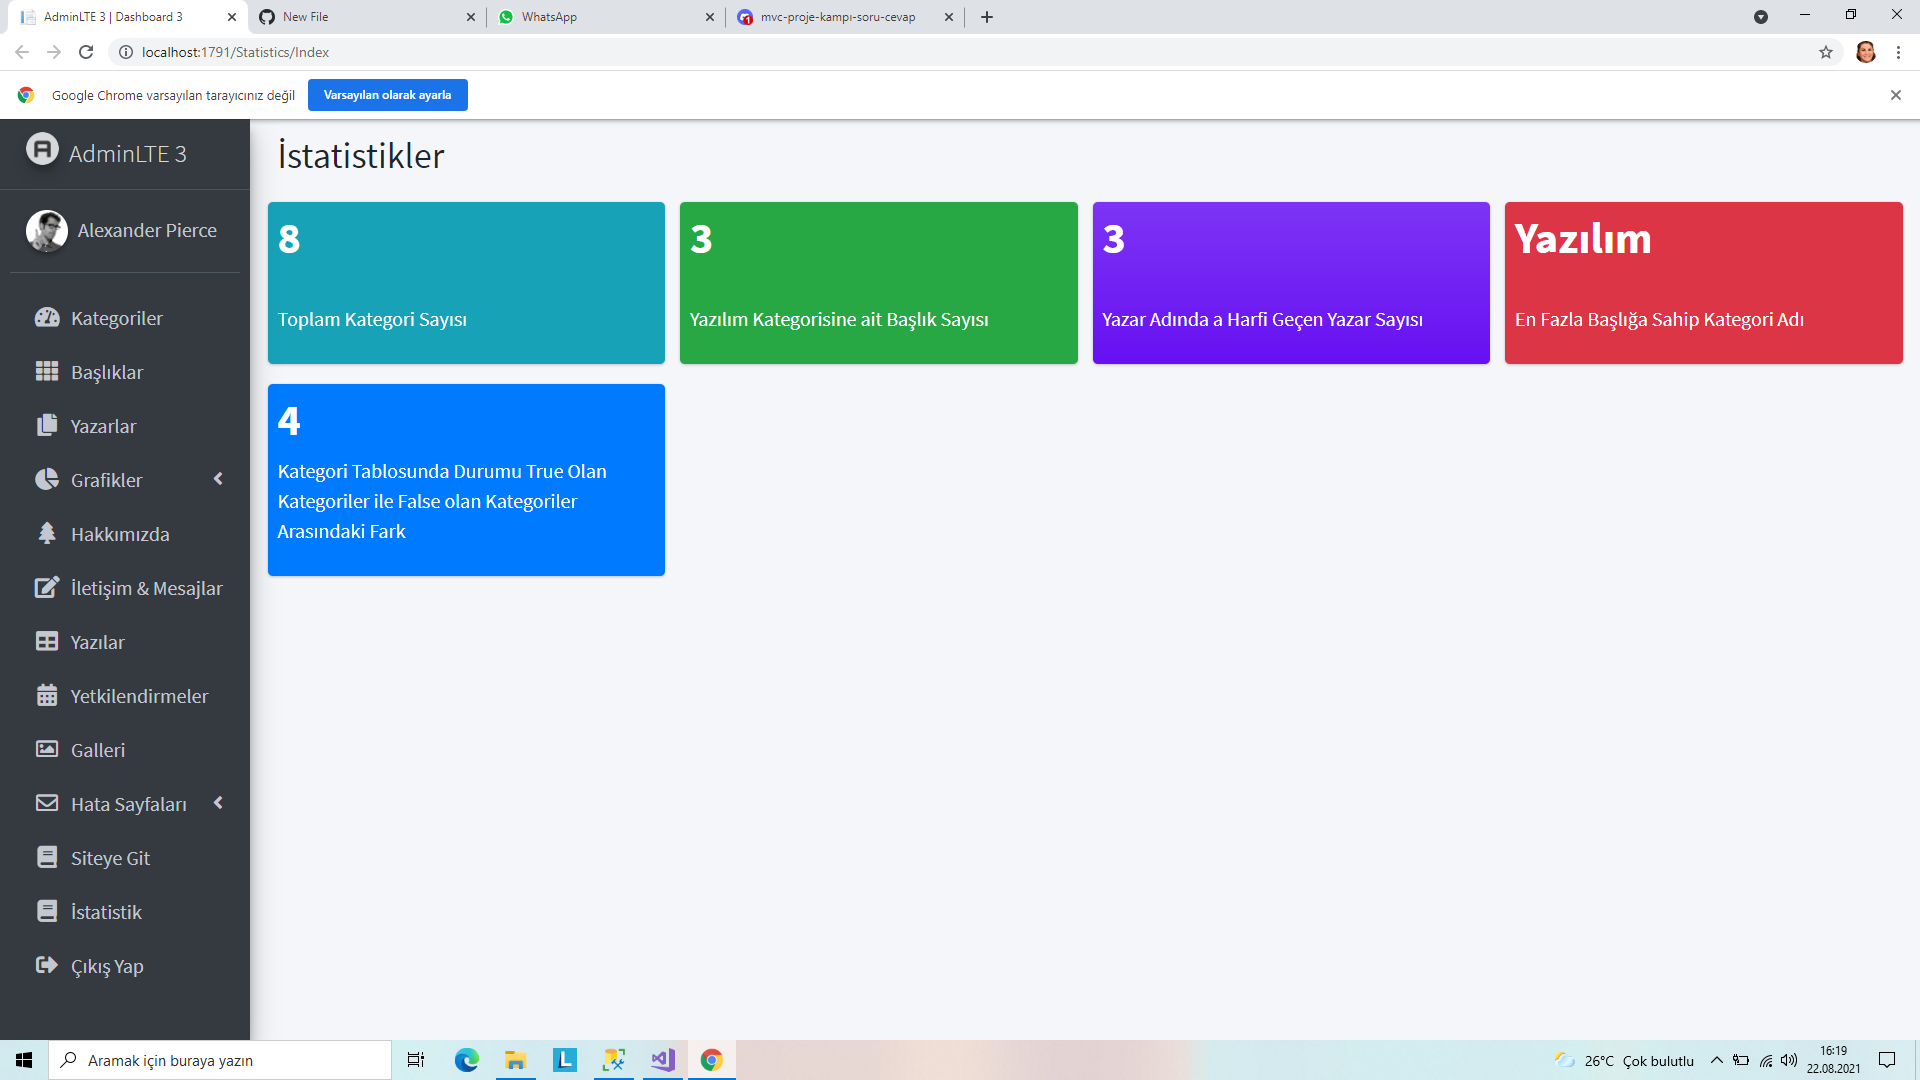 AdminLTE 3 | Dashboard 3
New File
WhatsApp
mvc-proje-kampı-soru-cevap
localhost:1791/Statistics/Index
Google Chrome varsayılan tarayıcınız değil
Varsayılan olarak ayarla
AdminLTE 3
Alexander Pierce
Kategoriler
Başlıklar
Yazarlar
Grafikler
Hakkımızda
İletişim & Mesajlar
Yazılar
Yetkilendirmeler
Galleri
Hata Sayfaları
Siteye Git
İstatistik
Çıkış Yap
İstatistikler
8
Toplam Kategori Sayısı
3
Yazılım Kategorisine ait Başlık Sayısı
3
Yazar Adında a Harfi Geçen Yazar Sayısı
Yazılım
En Fazla Başlığa Sahip Kategori Adı
4
Kategori Tablosunda Durumu True Olan
Kategoriler ile False olan Kategoriler
Arasındaki Fark
Aramak için buraya yazın
L
26°C Çok bulutlu
16:19
22.08.2021